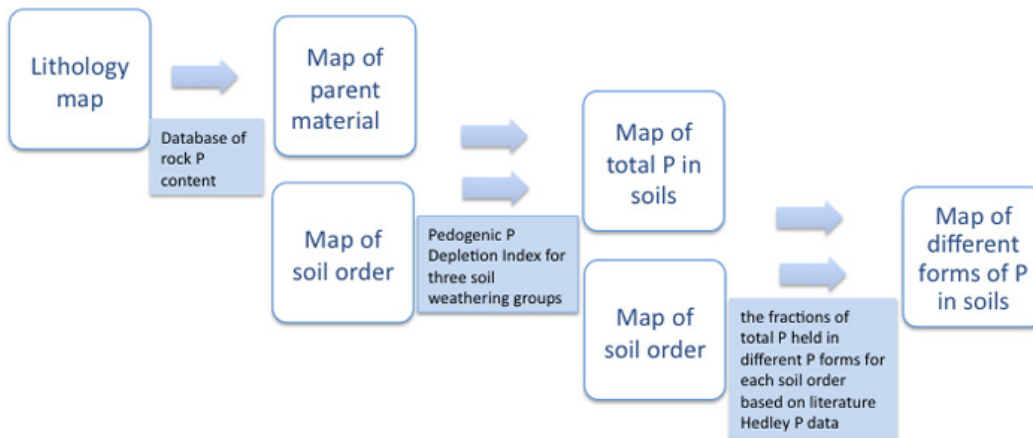 Lithology
map
Database of
rock P
content
Map of
parent
material
Map of
soil order
Pedogenic P
Depletion Index for
three soil
weathering groups
Map of
total P in
soils
Map of
soil order
the fractions of
total P held in
different P forms for
each soil order
based on literature
Hedley P data
Map of
different
forms of P
in soils